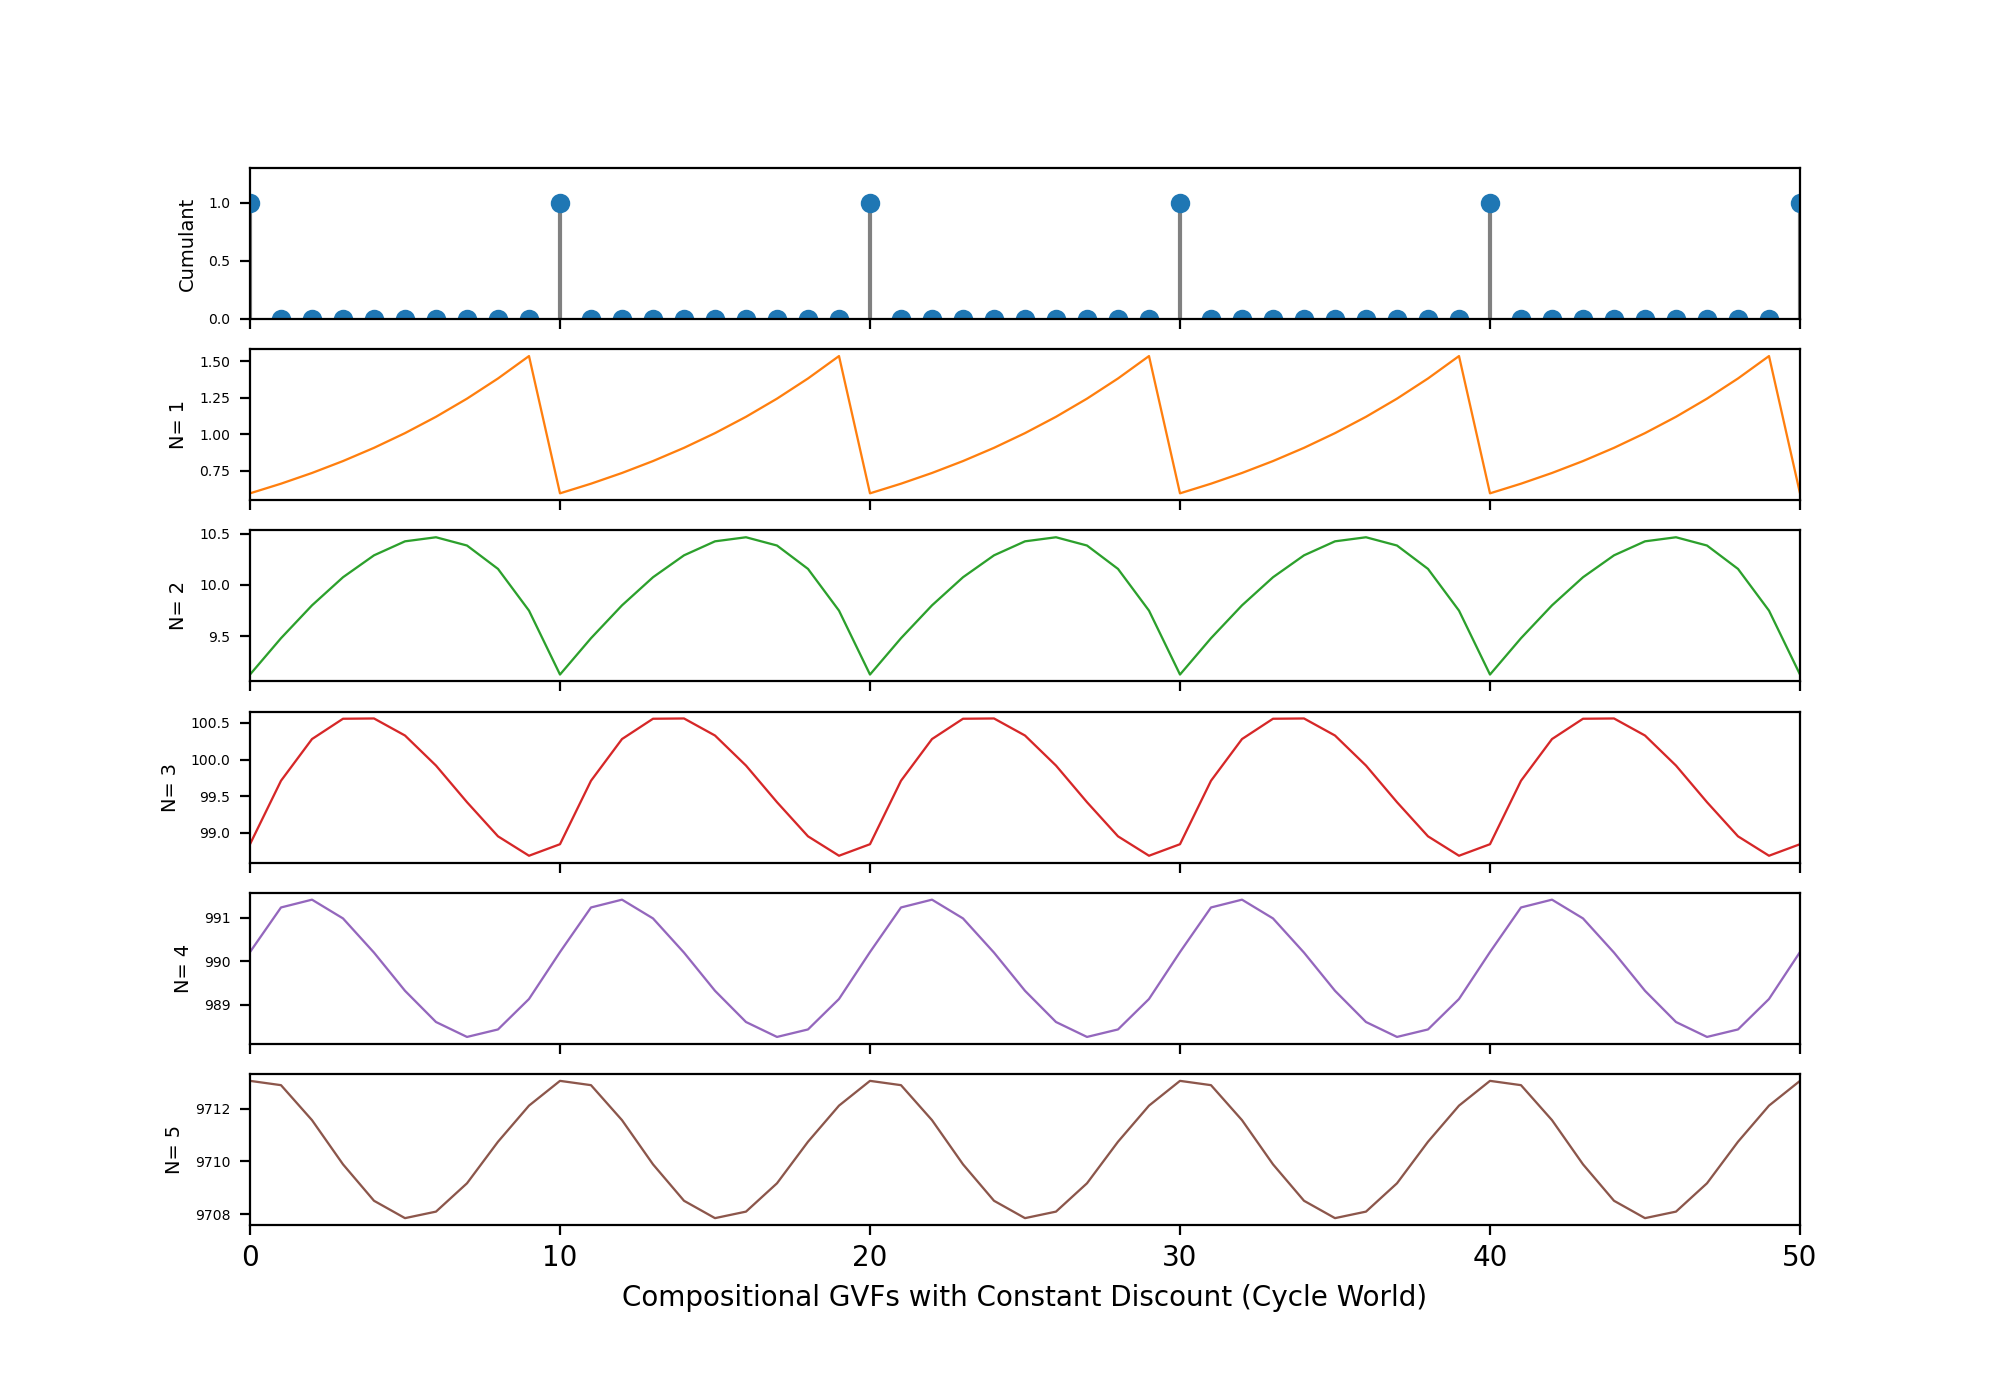 Cumulant
1.0
0.5
0.0
N= 1
1.50
1.25
1.00
0.75
N= 2
10.5
10.0
9.5
N= 3
100.5
100.0
99.5
99.0
N= 4
991
990
989
N= 5
9712
9710
9708
0 10 20 30 40 50
Compositional GVFs with Constant Discount (Cycle World)